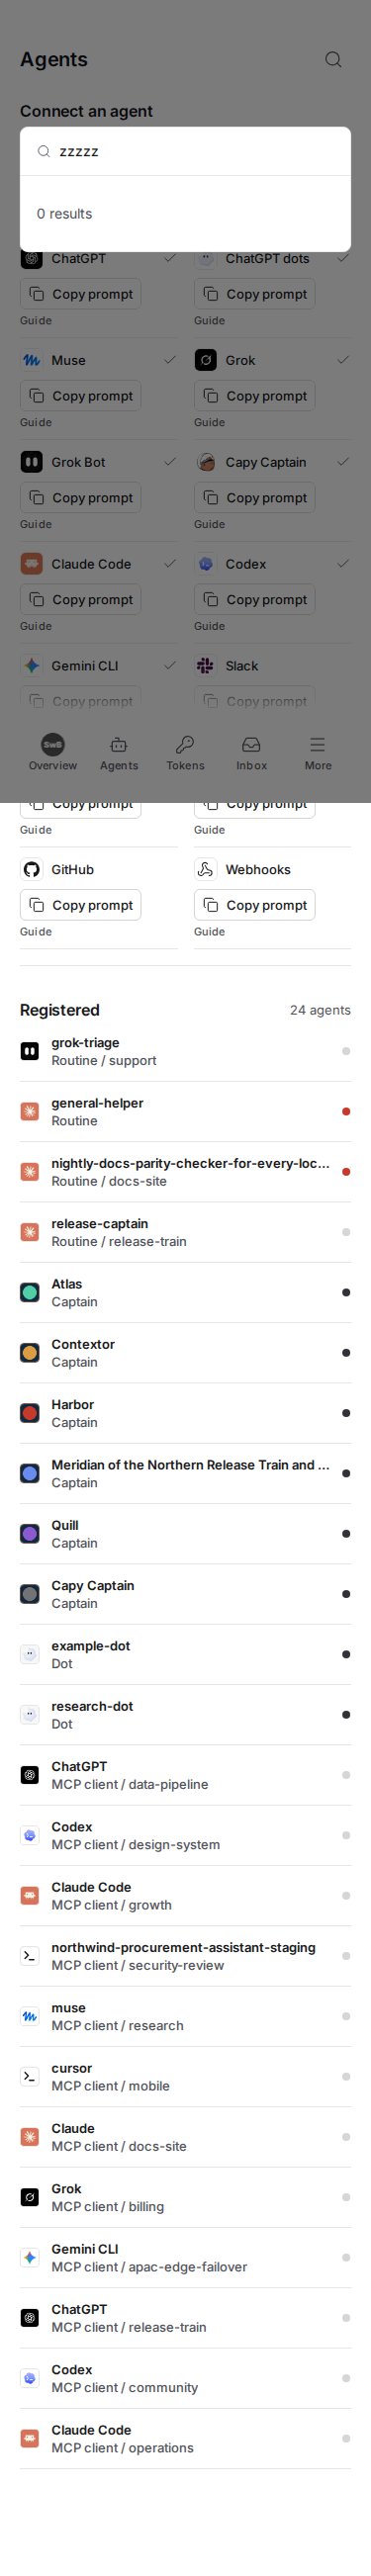 Agents
Connect an agent
zzzzz
0 results
ChatGPT
ChatGPT dots
Copy prompt
Copy prompt
Guide
Guide
Muse
Grok
Copy prompt
Copy prompt
Guide
Guide
Grok Bot
Capy Captain
Copy prompt
Copy prompt
Guide
Guide
Claude Code
Codex
Copy prompt
Copy prompt
Guide
Guide
Gemini CLI
Slack
Copy prompt
Copy prompt
SwS
Overview
Agents
Tokens
Inbox
More
Copy prompt
Copy prompt
Guide
Guide
GitHub
Webhooks
Copy prompt
Copy prompt
Guide
Guide
Registered
24 agents
grok-triage
Routine / support
general-helper
Routine
nightly-docs-parity-checker-for-every-loc...
Routine / docs-site
release-captain
Routine / release-train
Atlas
Captain
Contextor
Captain
Harbor
Captain
Meridian of the Northern Release Train and ...
Captain
Quill
Captain
Capy Captain
Captain
example-dot
Dot
research-dot
Dot
ChatGPT
MCP client / data-pipeline
Codex
MCP client / design-system
Claude Code
MCP client / growth
northwind-procurement-assistant-staging
MCP client / security-review
muse
MCP client / research
cursor
MCP client / mobile
Claude
MCP client / docs-site
Grok
MCP client / billing
Gemini CLI
MCP client / apac-edge-failover
ChatGPT
MCP client / release-train
Codex
MCP client / community
Claude Code
MCP client / operations